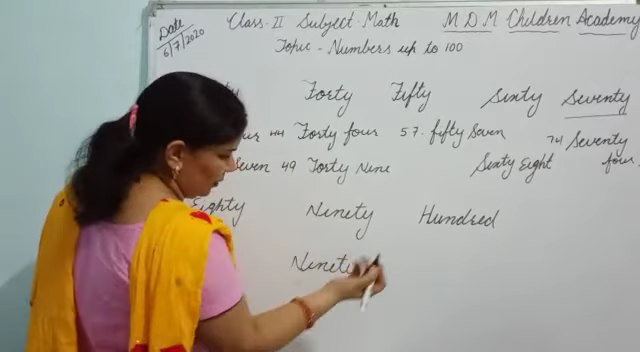 Date Class-II Subject-Math M D M Children Academy
6/7/2020 Topic - Numbers up to 100
Forty Fifty Sixty Seventy
44 Forty four 57. fifty Seven 74 Seventy four
49 Forty Nine Sixty Eight
Eighty Ninety Hundred
Ninety